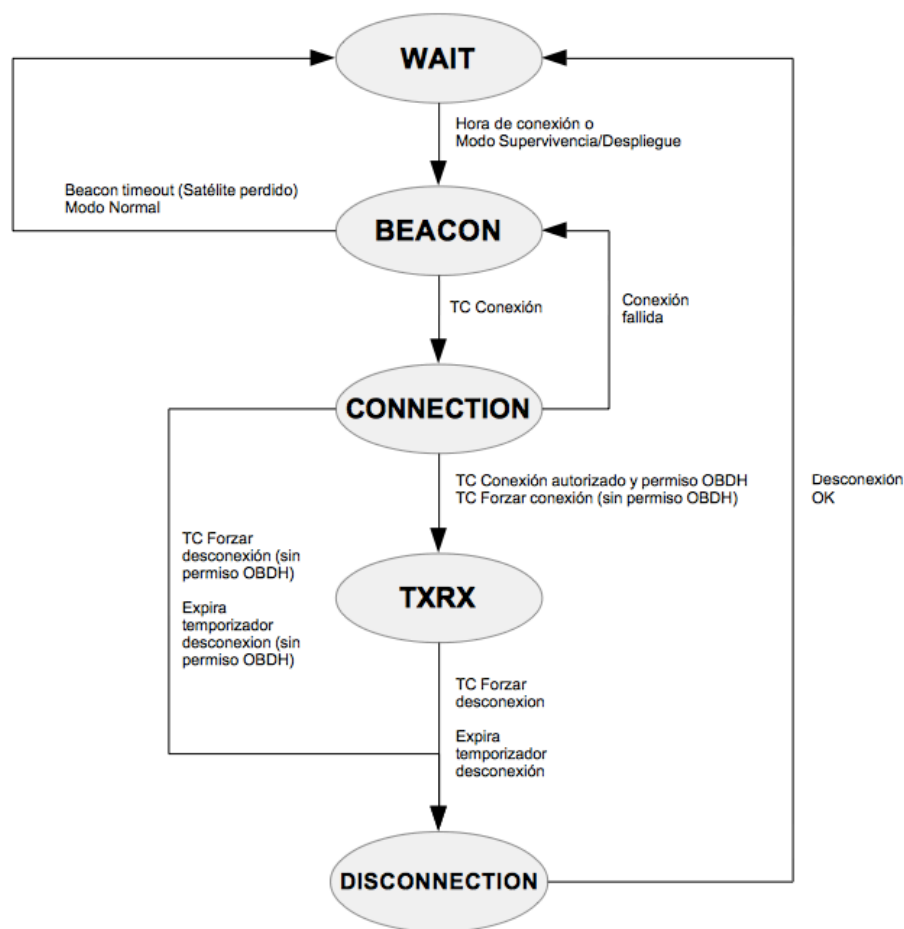 WAIT
Hora de conexión o
Modo Supervivencia/Despliegue
Beacon timeout (Satélite perdido)
Modo Normal
BEACON
TC Conexión
Conexión
fallida
CONNECTION
TC Conexión autorizado y permiso OBDH
TC Forzar conexión (sin permiso OBDH)
Desconexión
OK
TC Forzar
desconexión (sin
permiso OBDH)
Expira
temporizador
desconexion (sin
permiso OBDH)
TXRX
TC Forzar
desconexion
Expira
temporizador
desconexión
DISCONNECTION